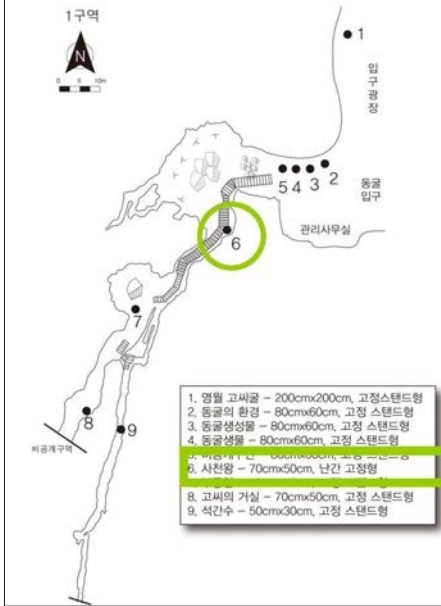 1구역
N
0 5 10m
1
입구광장
5 4 3 2
동굴
입구
관리사무실
6
7
8
9
비공개구역
1. 영월 고씨굴 - 200cmx200cm, 고정스탠드형
2, 동굴의 환경 - 80cmx60cm, 고정 스탠드형
3, 동굴생성물 - 80cmx60cm, 고정 스탠드형
4, 동굴생물 - 80cmx60cm, 고정 스탠드형
6, 사천왕 - 70cmx50cm, 난간 고정형
8, 고씨의 거실 - 70cmx50cm, 고정 스탠드형
9, 석간수 - 50cmx30cm, 고정 스탠드형